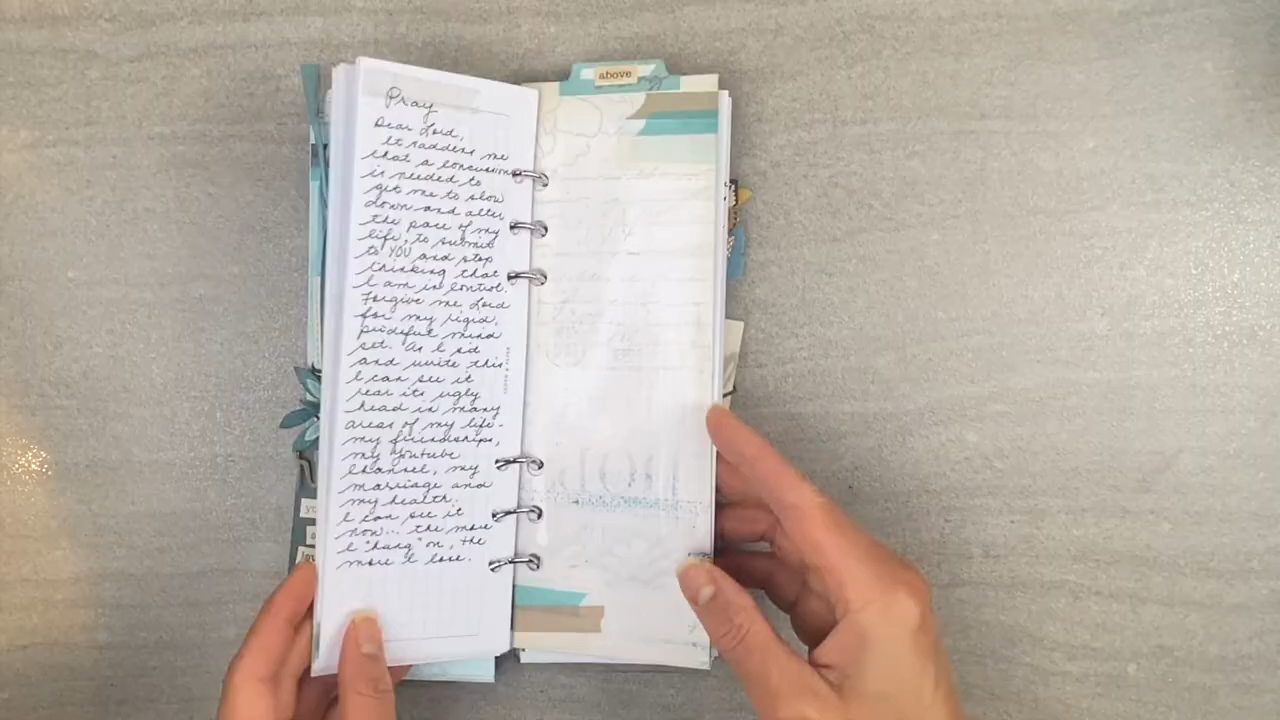 Pray
Dear Lord,
It saddens me
that a concussion
is needed to
get me to slow
down and alter
the pace of my
life, to submit
to YOU and stop
thinking that
I am in control.
Forgive me Lord
for my rigid,
prideful mind
set. As I sit
and write this
I can see it
rear its ugly
head in many
areas of my life-
my friendships,
my Youtube
channel, my
marriage and
my health.
I can see it
now... the more
I "hang" on, the
more I lose.
above